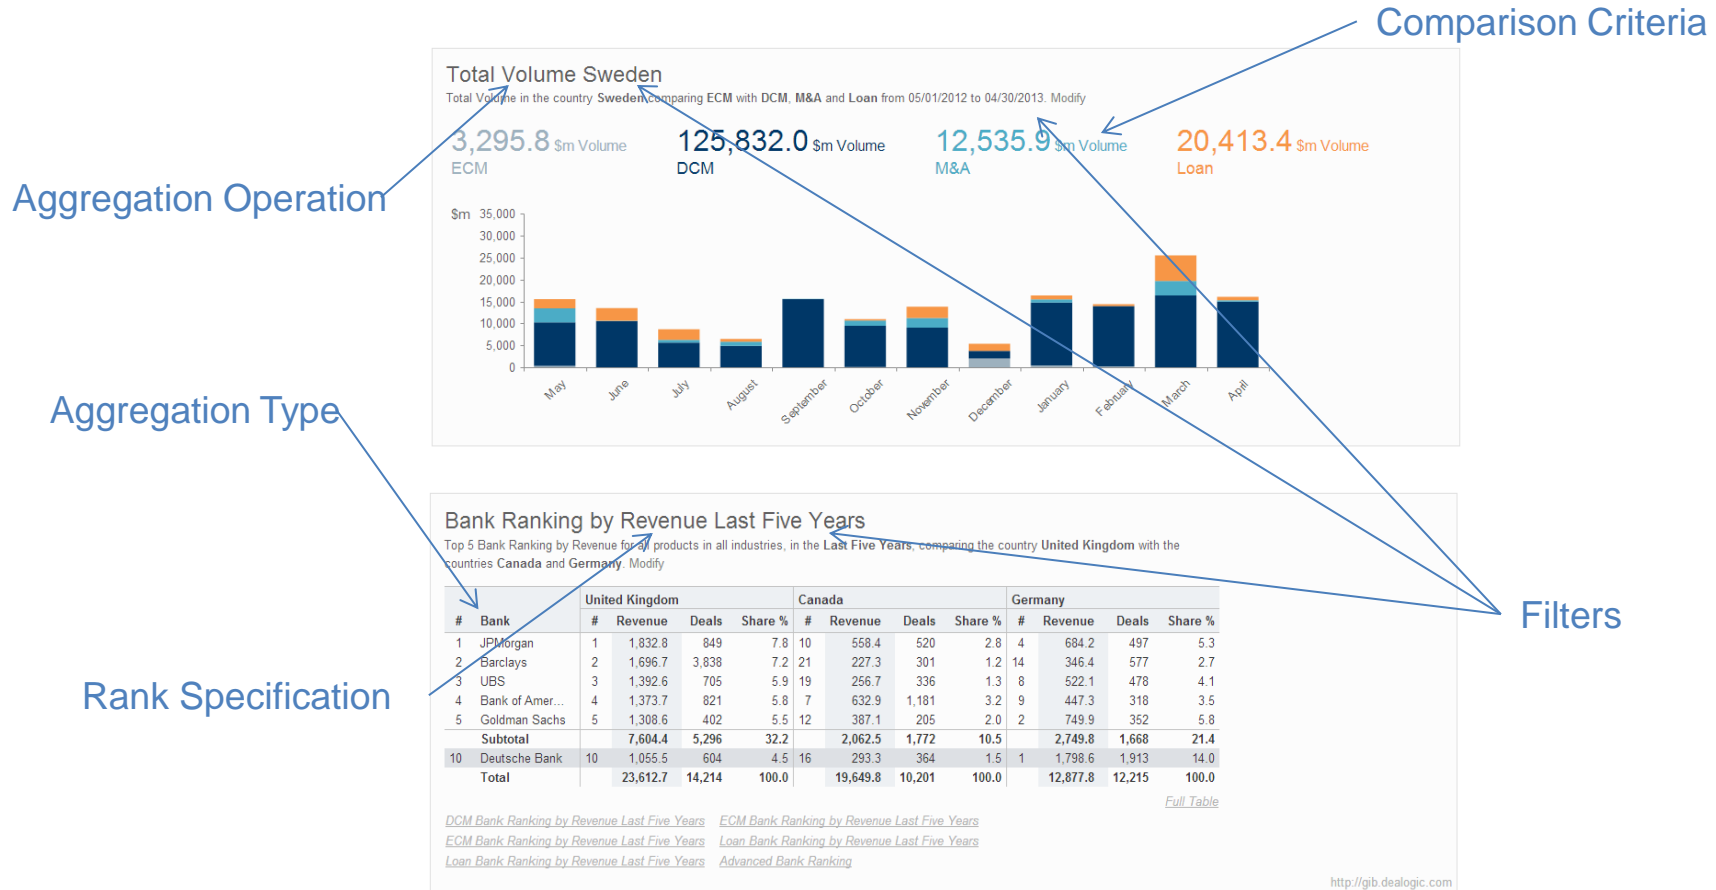 Comparison Criteria
Total Volume Sweden
Total Volume in the country Sweden comparing ECM with DCM, M&A and Loan from 05/01/2012 to 04/30/2013. Modify
3,295.8 $m Volume 125,832.0 $m Volume 12,535.9 $m Volume 20,413.4 $m Volume
ECM DCM M&A Loan
Aggregation Operation
$m 35,000
30,000
25,000
20,000
15,000
10,000
5,000
0
May June July August September October November December January February March April
Aggregation Type
Bank Ranking by Revenue Last Five Years
Top 5 Bank Ranking by Revenue for all products in all industries, in the Last Five Years, comparing the country United Kingdom with the
countries Canada and Germany. Modify
United Kingdom Canada Germany
# Bank # Revenue Deals Share % # Revenue Deals Share % # Revenue Deals Share %
Filters
1 JPMorgan 1 1,832.8 849 7.8 10 558.4 520 2.8 4 684.2 497 5.3
2 Barclays 2 1,696.7 3,838 7.2 21 227.3 301 1.2 14 346.4 577 2.7
3 UBS 3 1,392.6 705 5.9 19 256.7 336 1.3 8 522.1 478 4.1
Rank Specification
4 Bank of Amer... 4 1,373.7 821 5.8 7 632.9 1,181 3.2 9 447.3 318 3.5
5 Goldman Sachs 5 1,308.6 402 5.5 12 387.1 205 2.0 2 749.9 352 5.8
Subtotal 7,604.4 5,296 32.2 2,062.5 1,772 10.5 2,749.8 1,668 21.4
10 Deutsche Bank 10 1,055.5 604 4.5 16 293.3 364 1.5 1 1,798.6 1,913 14.0
Total 23,612.7 14,214 100.0 19,649.8 10,201 100.0 12,877.8 12,215 100.0
Full Table
DCM Bank Ranking by Revenue Last Five Years ECM Bank Ranking by Revenue Last Five Years
ECM Bank Ranking by Revenue Last Five Years Loan Bank Ranking by Revenue Last Five Years
Loan Bank Ranking by Revenue Last Five Years Advanced Bank Ranking
http://gib.dealogic.com